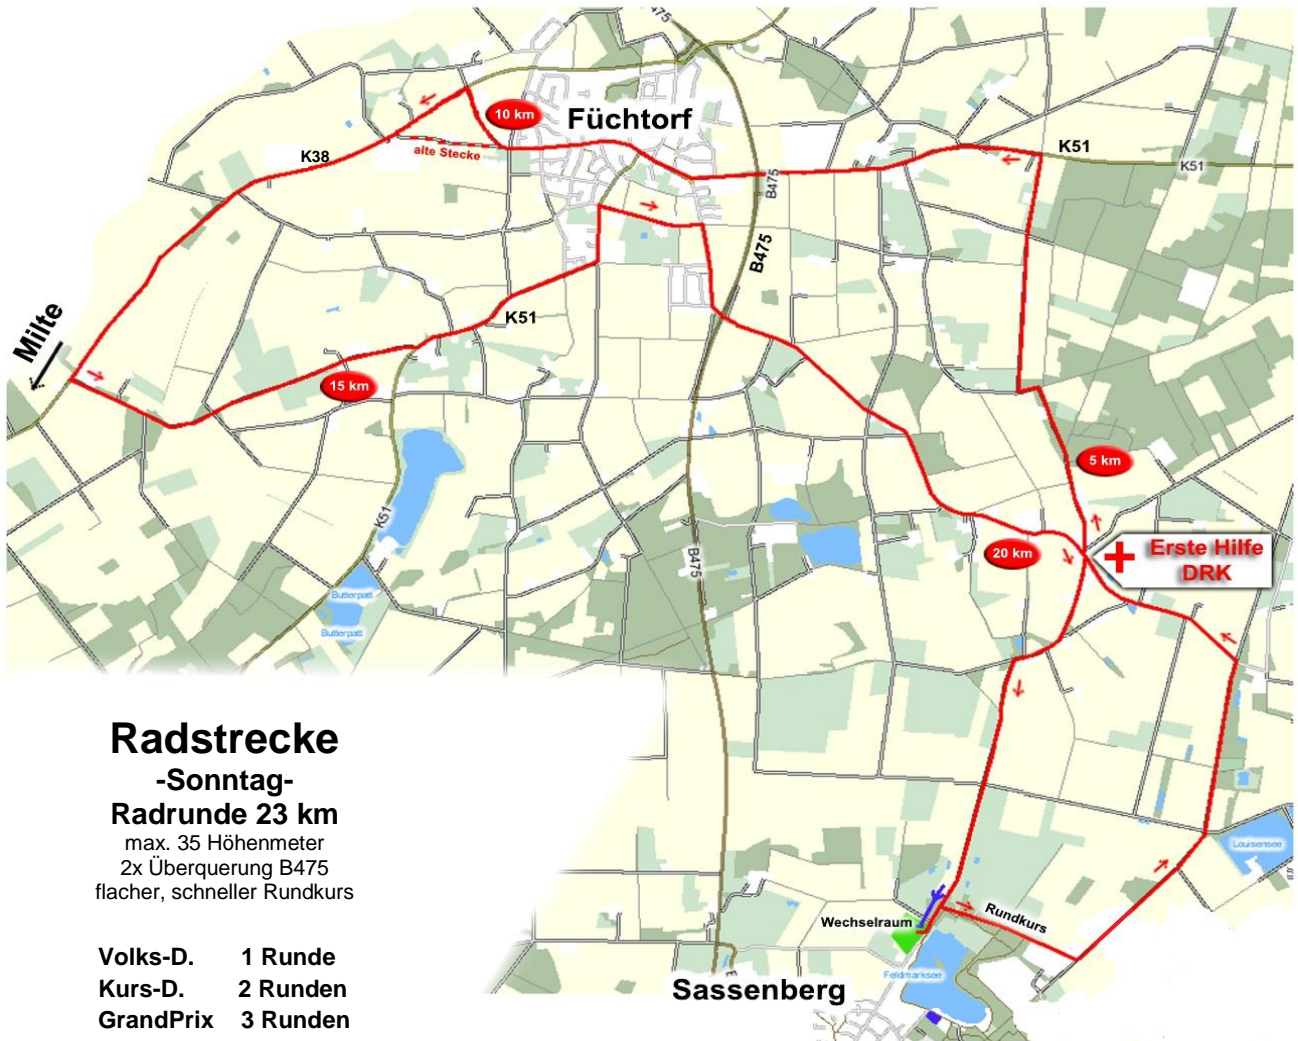 B475
10 km
Füchtorf
K38
alte Stecke
K51
K51
B475
B475
Milte
K51
15 km
5 km
K51
20 km
Erste Hilfe
DRK
B475
Butterpatt
Butterpatt
Radstrecke
-Sonntag-
Radrunde 23 km
max. 35 Höhenmeter
2x Überquerung B475
flacher, schneller Rundkurs
Louisensee
Rundkurs
Wechselraum
Volks-D. 1 Runde
Kurs-D. 2 Runden
GrandPrix 3 Runden
Feldmarksee
Sassenberg